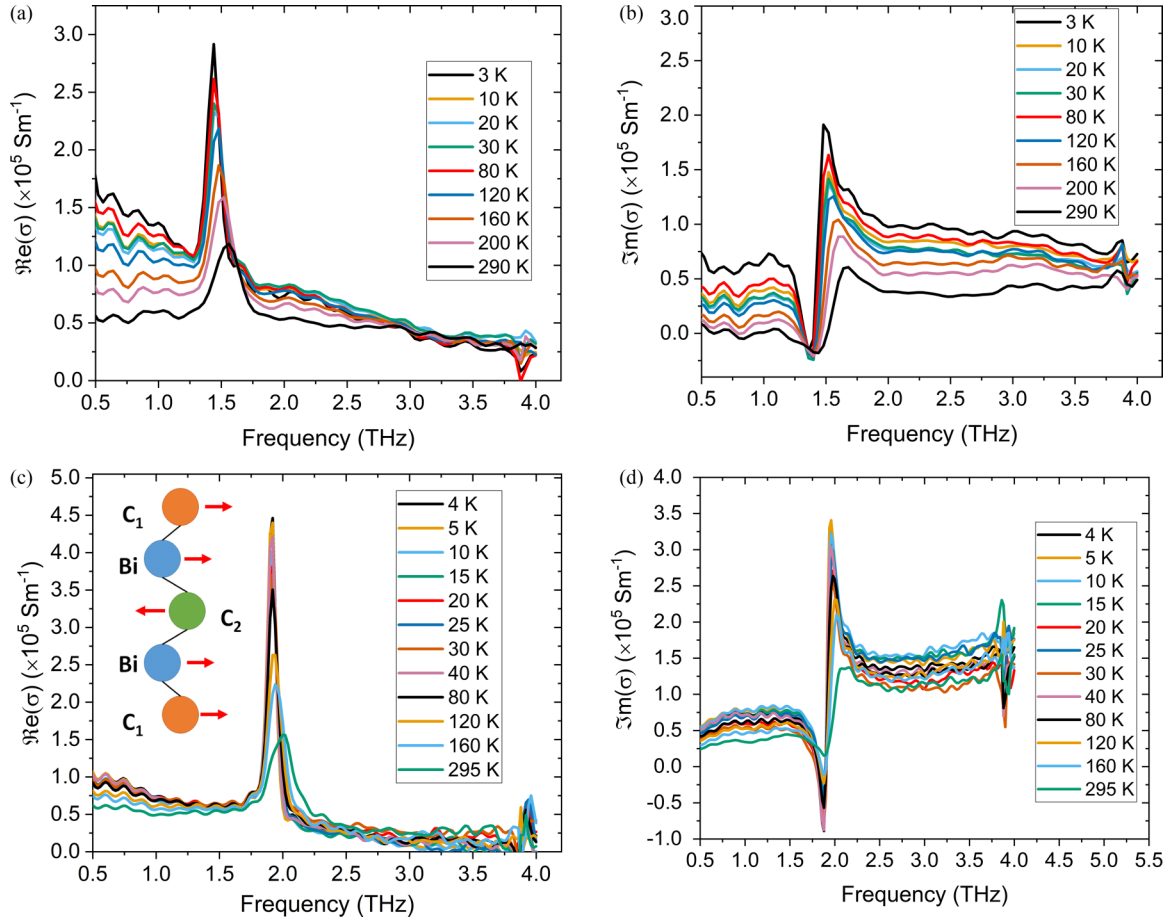 (a)
ℜe(σ) (×10⁵ Sm⁻¹)
3.0
2.5
2.0
1.5
1.0
0.5
0.0
0.5 1.0 1.5 2.0 2.5 3.0 3.5 4.0
Frequency (THz)
3 K
10 K
20 K
30 K
80 K
120 K
160 K
200 K
290 K
(b)
ℑm(σ) (×10⁵ Sm⁻¹)
3.0
2.5
2.0
1.5
1.0
0.5
0.0
0.5 1.0 1.5 2.0 2.5 3.0 3.5 4.0
Frequency (THz)
3 K
10 K
20 K
30 K
80 K
120 K
160 K
200 K
290 K
(c)
ℜe(σ) (×10⁵ Sm⁻¹)
5.0
4.5
4.0
3.5
3.0
2.5
2.0
1.5
1.0
0.5
0.0
0.5 1.0 1.5 2.0 2.5 3.0 3.5 4.0
Frequency (THz)
C₁
Bi
C₂
Bi
C₁
4 K
5 K
10 K
15 K
20 K
25 K
30 K
40 K
80 K
120 K
160 K
295 K
(d)
ℑm(σ) (×10⁵ Sm⁻¹)
4.0
3.5
3.0
2.5
2.0
1.5
1.0
0.5
0.0
-0.5
-1.0
0.5 1.0 1.5 2.0 2.5 3.0 3.5 4.0 4.5 5.0 5.5
Frequency (THz)
4 K
5 K
10 K
15 K
20 K
25 K
30 K
40 K
80 K
120 K
160 K
295 K